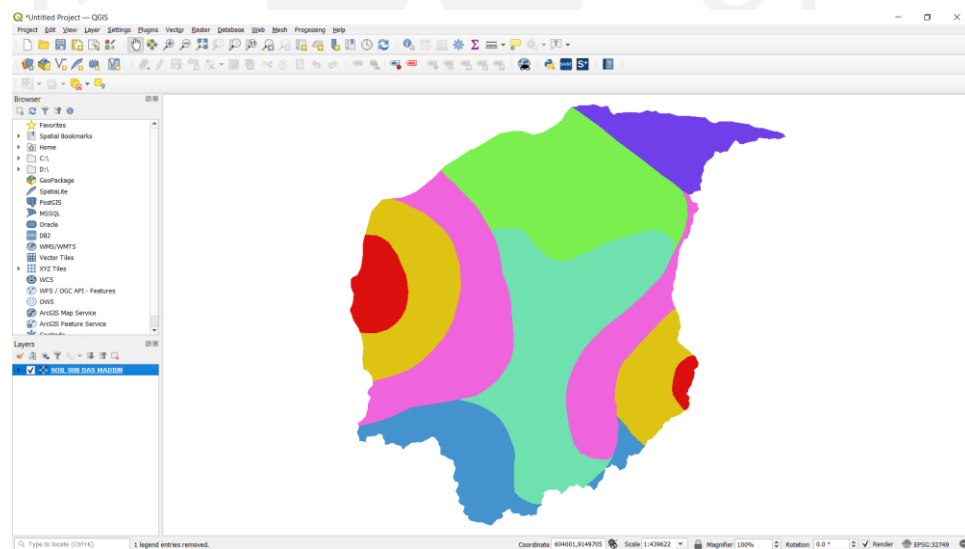 *Untitled Project — QGIS
Project Edit View Layer Settings Plugins Vector Raster Database Web Mesh Processing Help
Browser
Favorites
Spatial Bookmarks
Home
C:\
D:\
GeoPackage
SpatiaLite
PostGIS
MSSQL
Oracle
DB2
WMS/WMTS
Vector Tiles
XYZ Tiles
WCS
WFS / OGC API - Features
OWS
ArcGIS Map Service
ArcGIS Feature Service
Layers
SOIL SUB DAS MADIUN
Type to locate (Ctrl+K)
1 legend entries removed.
Coordinate 604001,9149705 Scale 1:439622 Magnifier 100% Rotation 0.0 ° Render EPSG:32749